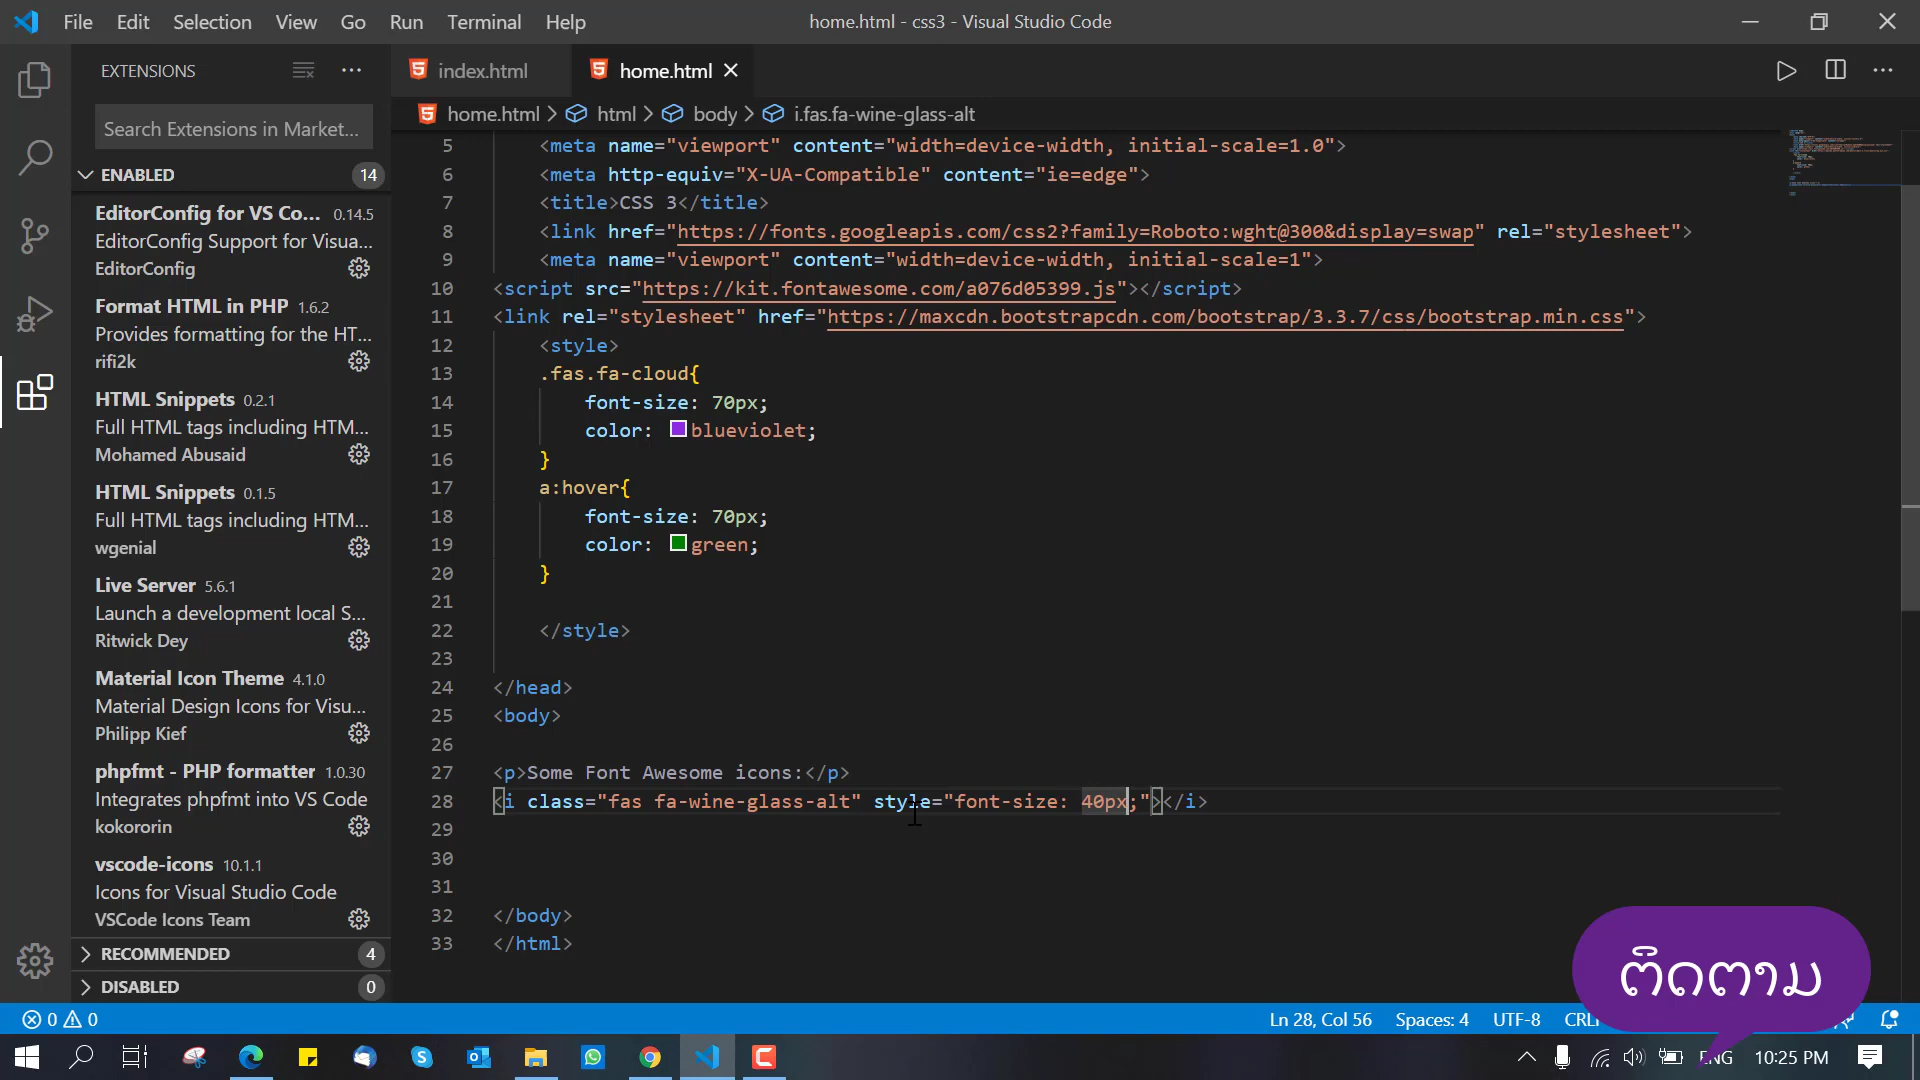 File Edit Selection View Go Run Terminal Help
home.html - css3 - Visual Studio Code
EXTENSIONS
Search Extensions in Market...
ENABLED 14
EditorConfig for VS Co... 0.14.5
EditorConfig Support for Visua...
EditorConfig
Format HTML in PHP 1.6.2
Provides formatting for the HT...
rifi2k
HTML Snippets 0.2.1
Full HTML tags including HTM...
Mohamed Abusaid
HTML Snippets 0.1.5
Full HTML tags including HTM...
wgenial
Live Server 5.6.1
Launch a development local S...
Ritwick Dey
Material Icon Theme 4.1.0
Material Design Icons for Visu...
Philipp Kief
phpfmt - PHP formatter 1.0.30
Integrates phpfmt into VS Code
kokororin
vscode-icons 10.1.1
Icons for Visual Studio Code
VSCode Icons Team
RECOMMENDED 4
DISABLED 0
index.html
home.html
home.html > html > body > i.fas.fa-wine-glass-alt
5 <meta name="viewport" content="width=device-width, initial-scale=1.0">
6 <meta http-equiv="X-UA-Compatible" content="ie=edge">
7 <title>CSS 3</title>
8 <link href="https://fonts.googleapis.com/css2?family=Roboto:wght@300&display=swap" rel="stylesheet">
9 <meta name="viewport" content="width=device-width, initial-scale=1">
10 <script src="https://kit.fontawesome.com/a076d05399.js"></script>
11 <link rel="stylesheet" href="https://maxcdn.bootstrapcdn.com/bootstrap/3.3.7/css/bootstrap.min.css">
12 <style>
13 .fas.fa-cloud{
14 font-size: 70px;
15 color: blueviolet;
16 }
17 a:hover{
18 font-size: 70px;
19 color: green;
20 }
21
22 </style>
23
24 </head>
25 <body>
26
27 <p>Some Font Awesome icons:</p>
28 <i class="fas fa-wine-glass-alt" style="font-size: 40px;"></i>
29
30
31
32 </body>
33 </html>
ຕິດຕາມ
0 0
Ln 28, Col 56 Spaces: 4 UTF-8
ENG 10:25 PM